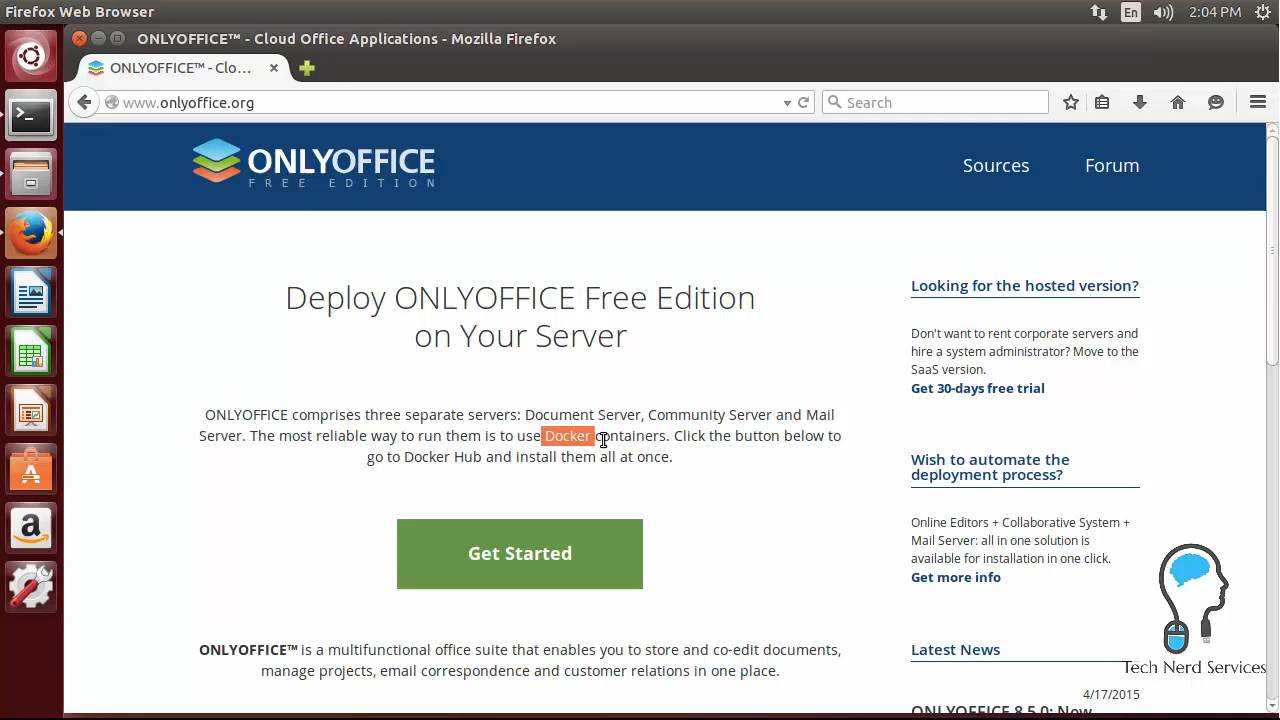 Firefox Web Browser
En
2:04 PM
ONLYOFFICE™ - Cloud Office Applications - Mozilla Firefox
ONLYOFFICE™ - Clo...
www.onlyoffice.org
Search
ONLYOFFICE
FREE EDITION
Sources
Forum
Deploy ONLYOFFICE Free Edition
on Your Server
ONLYOFFICE comprises three separate servers: Document Server, Community Server and Mail
Server. The most reliable way to run them is to use Docker containers. Click the button below to
go to Docker Hub and install them all at once.
Get Started
ONLYOFFICE™ is a multifunctional office suite that enables you to store and co-edit documents,
manage projects, email correspondence and customer relations in one place.
Looking for the hosted version?
Don't want to rent corporate servers and
hire a system administrator? Move to the
SaaS version.
Get 30-days free trial
Wish to automate the
deployment process?
Online Editors + Collaborative System +
Mail Server: all in one solution is
available for installation in one click.
Get more info
Latest News
4/17/2015
ONLYOFFICE 8.5.0: Now
Tech Nerd Services